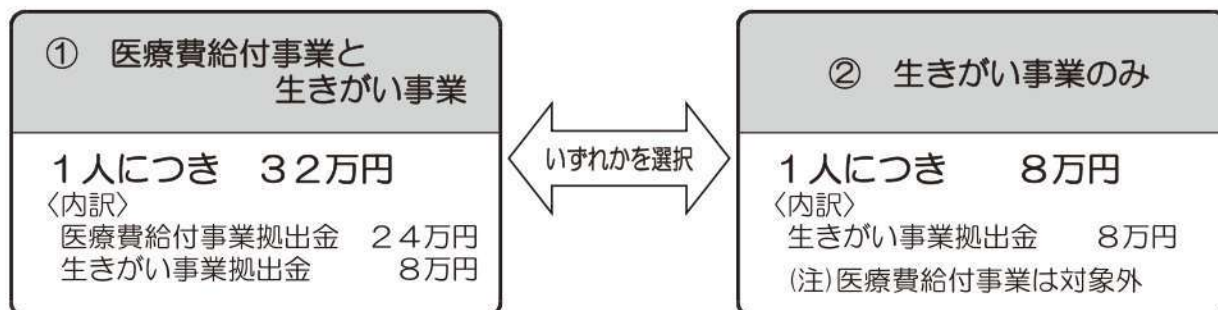 ① 医療費給付事業と
生きがい事業
1人につき 32万円
〈内訳〉
医療費給付事業拠出金 24万円
生きがい事業拠出金 8万円
いずれかを選択
② 生きがい事業のみ
1人につき 8万円
〈内訳〉
生きがい事業拠出金 8万円
(注)医療費給付事業は対象外